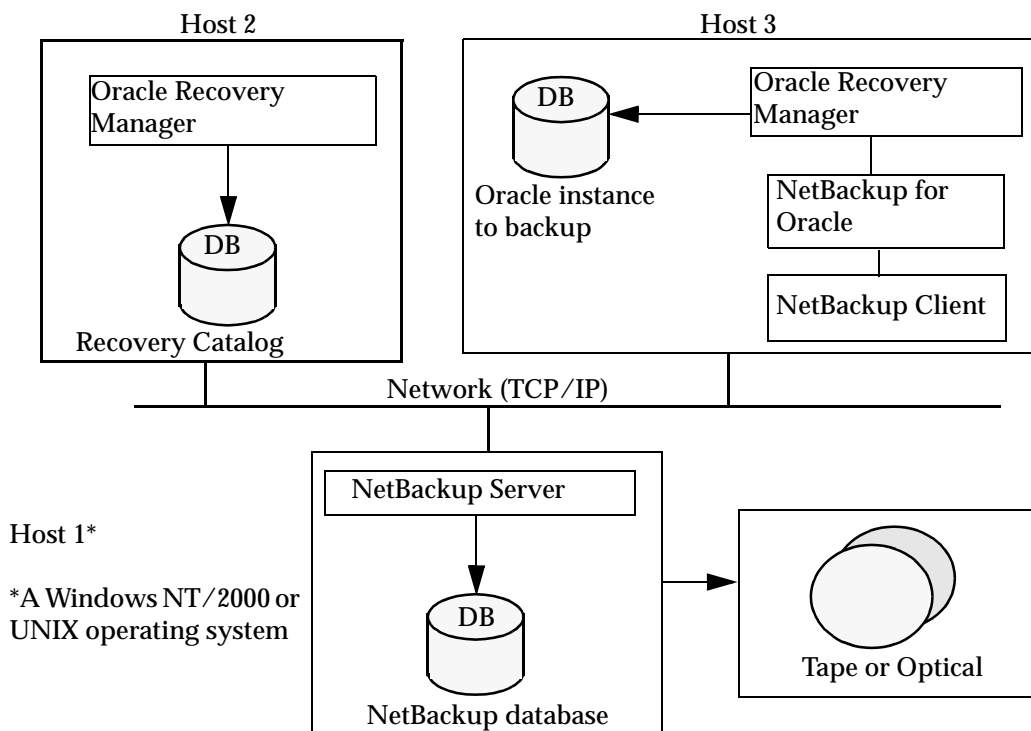 Host 2
Oracle Recovery
Manager
DB
Recovery Catalog
Host 3
DB
Oracle instance
to backup
Oracle Recovery
Manager
NetBackup for
Oracle
NetBackup Client
Network (TCP/IP)
Host 1*
*A Windows NT/2000 or
UNIX operating system
NetBackup Server
DB
NetBackup database
Tape or Optical